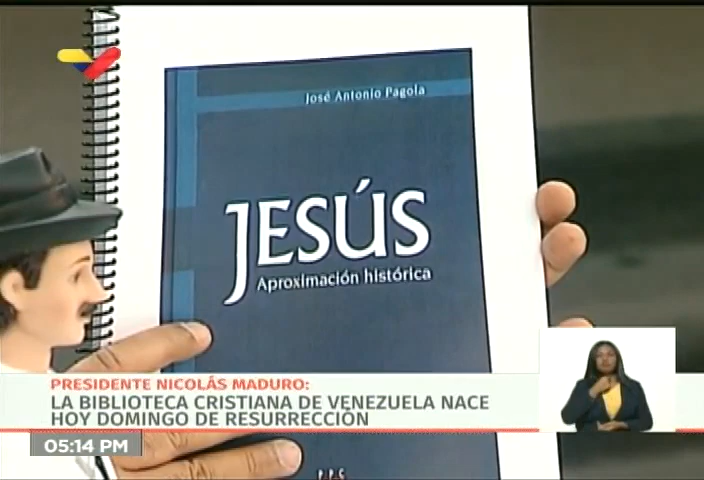 José Antonio Pagola
JESÚS
Aproximación histórica
PRESIDENTE NICOLÁS MADURO:
LA BIBLIOTECA CRISTIANA DE VENEZUELA NACE
HOY DOMINGO DE RESURRECCIÓN
05:14 PM
PPC